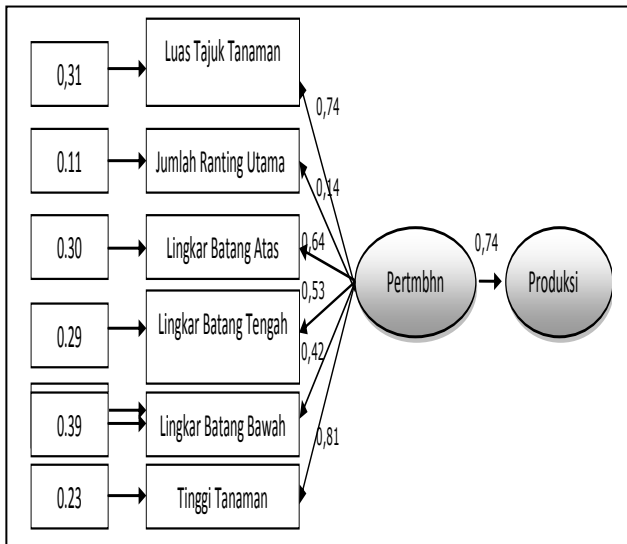 0,31
Luas Tajuk Tanaman
0,74
0.11
Jumlah Ranting Utama
0,14
0.30
Lingkar Batang Atas
0,64
Pertmbhn
0,74
Produksi
0.29
Lingkar Batang Tengah
0,53
0.39
Lingkar Batang Bawah
0,42
0.23
Tinggi Tanaman
0,81